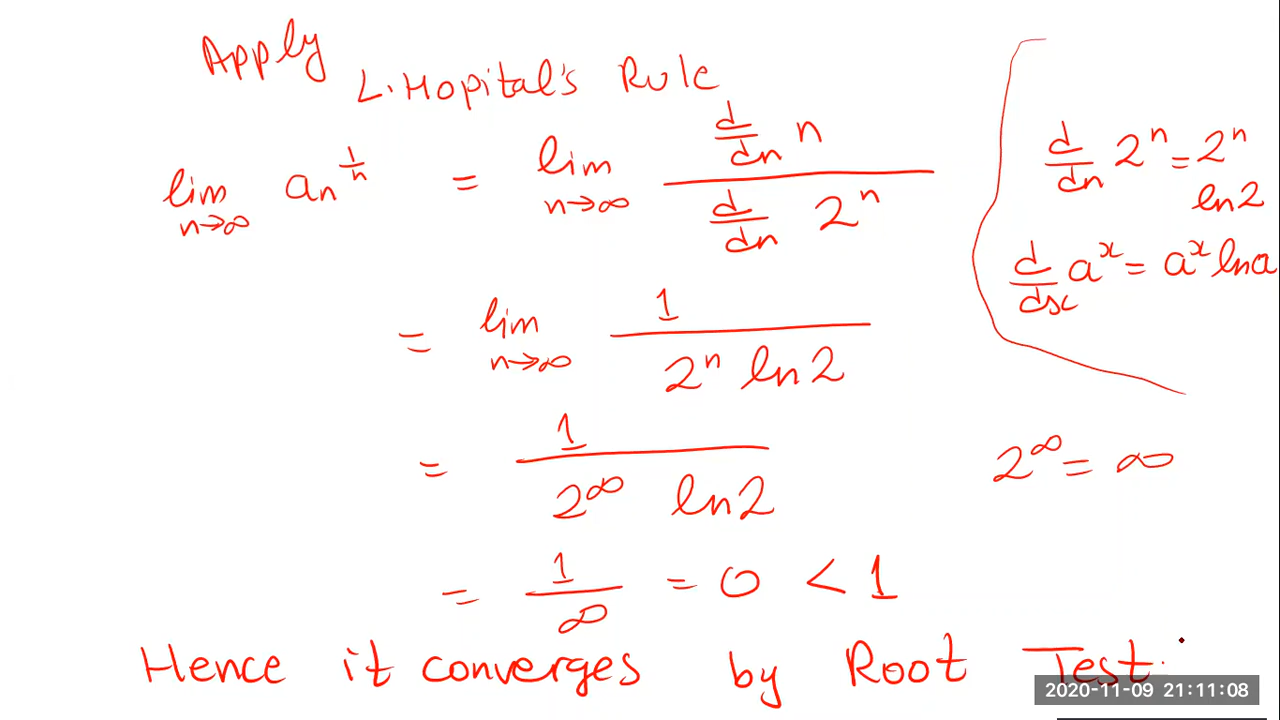 Apply L.Hopital's Rule
lim n→∞ an^(1/n) = lim n→∞ (d/dn n)/(d/dn 2^n)
= lim n→∞ 1/(2^n ln2)
= 1/(2^∞ ln2)
= 1/∞ = 0 < 1
Hence it converges by Root Test.
d/dn 2^n = 2^n
ln2
d/dx a^x = a^x lna
2^∞ = ∞
2020-11-09 21:11:08